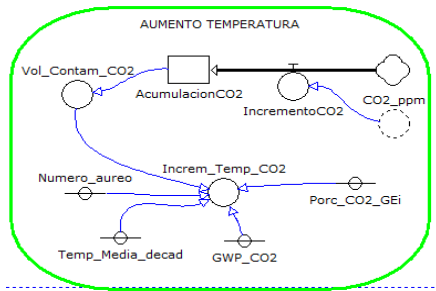 AUMENTO TEMPERATURA
Vol_Contam_CO2
AcumulacionCO2
IncrementoCO2
CO2_ppm
Numero_aureo
Increm_Temp_CO2
Porc_CO2_GEi
Temp_Media_decad
GWP_CO2